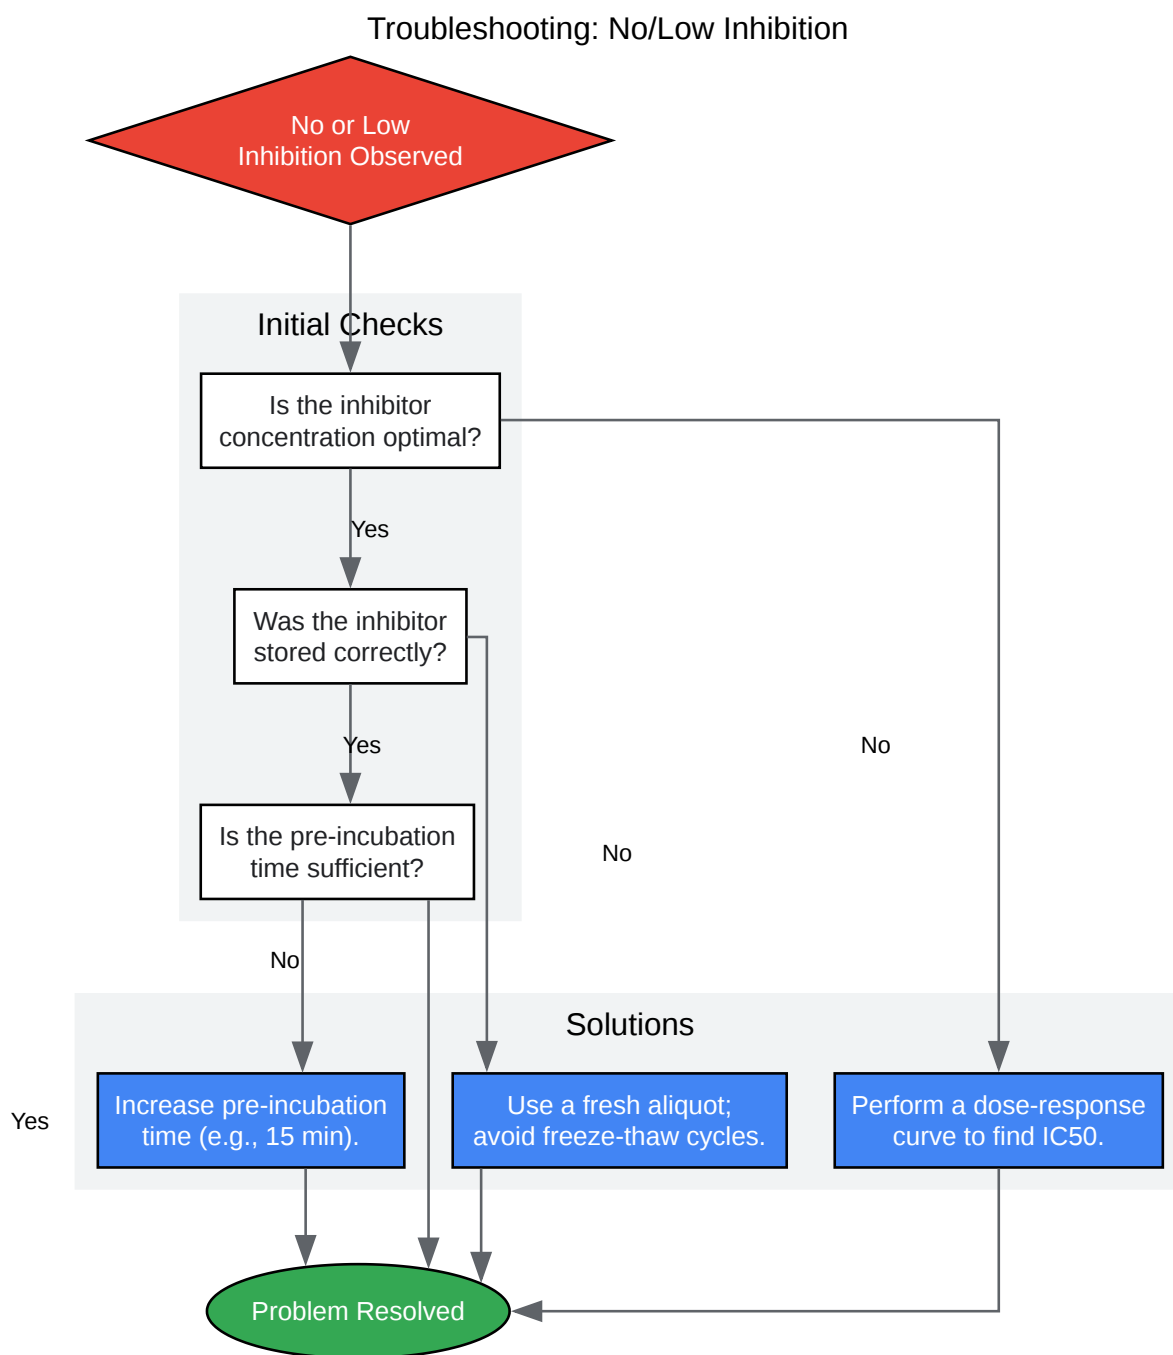 Troubleshooting: No/Low Inhibition
No or Low
Inhibition Observed
Initial Checks
Is the inhibitor
concentration optimal?
Yes
Was the inhibitor
stored correctly?
Yes
No
Is the pre-incubation
time sufficient?
No
No
Solutions
Increase pre-incubation
time (e.g., 15 min).
Use a fresh aliquot;
avoid freeze-thaw cycles.
Perform a dose-response
curve to find IC50.
Yes
Problem Resolved